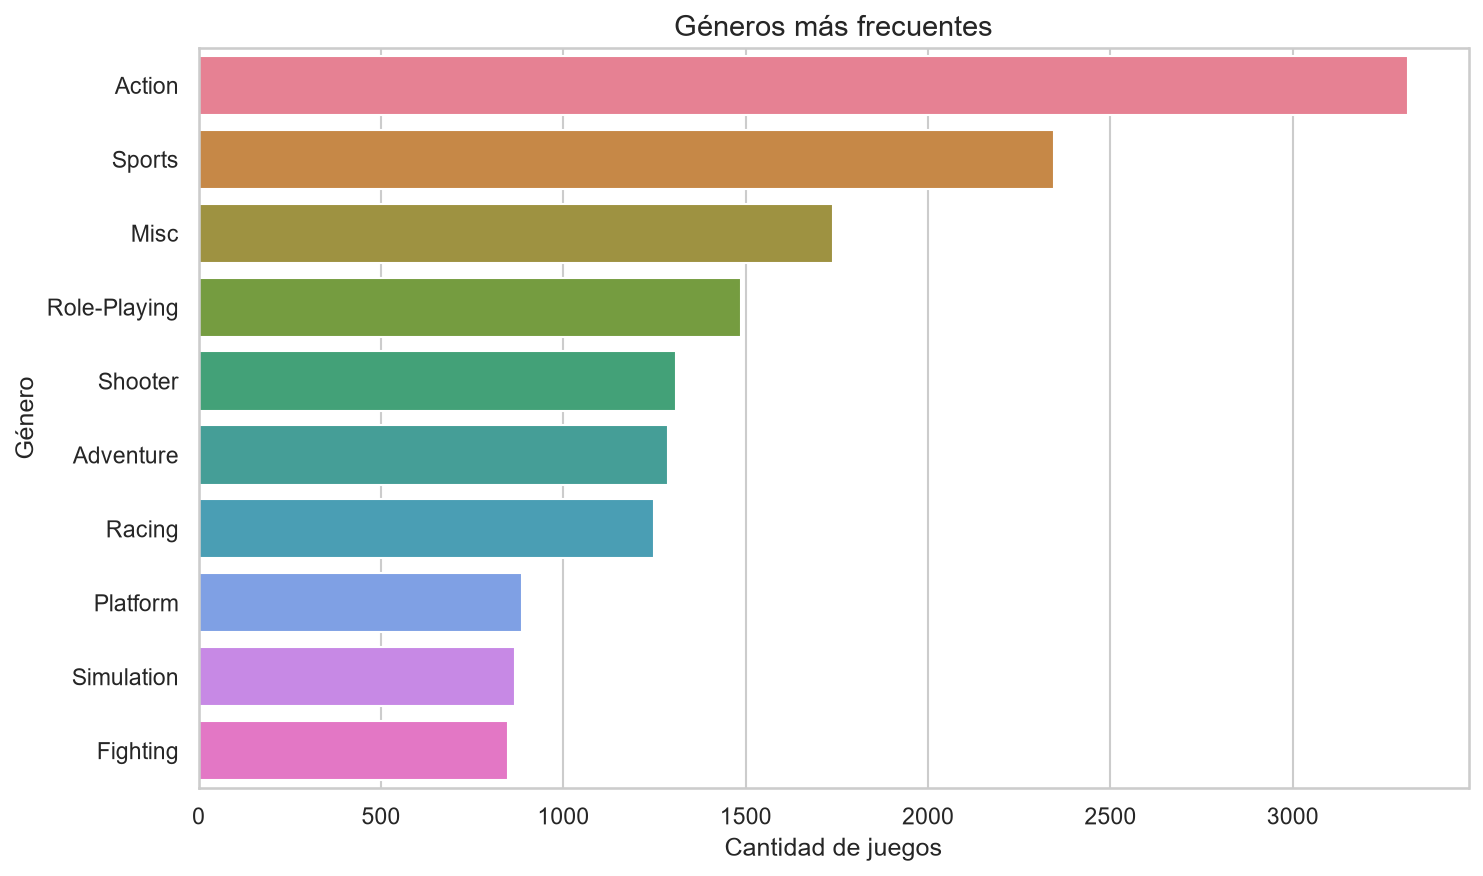 Géneros más frecuentes
Action
Sports
Misc
Role-Playing
Shooter
Adventure
Racing
Platform
Simulation
Fighting
Género
0 500 1000 1500 2000 2500 3000
Cantidad de juegos